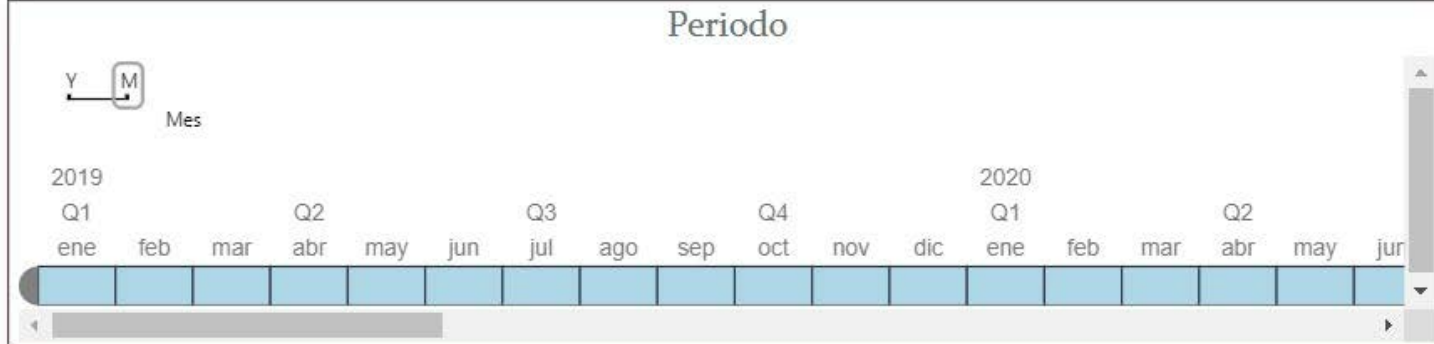 Periodo
Y M
Mes
2019 2020
Q1 Q2 Q3 Q4 Q1 Q2
ene feb mar abr may jun jul ago sep oct nov dic ene feb mar abr may jun